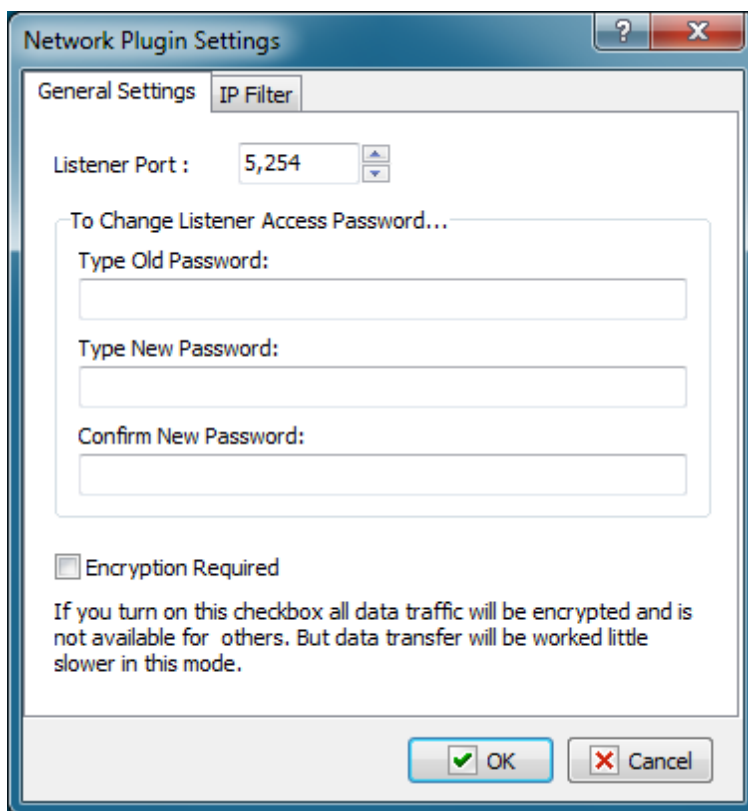 Network Plugin Settings
?
X
General Settings
IP Filter
Listener Port :
5,254
To Change Listener Access Password...
Type Old Password:
Type New Password:
Confirm New Password:
Encryption Required
If you turn on this checkbox all data traffic will be encrypted and is
not available for others. But data transfer will be worked little
slower in this mode.
OK
Cancel